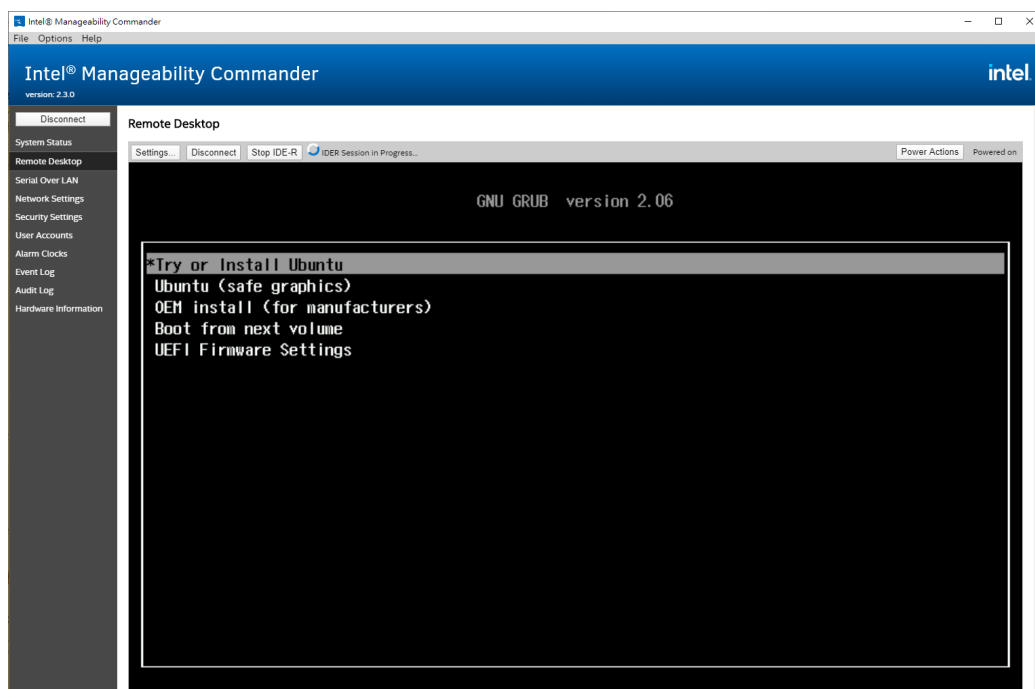 Intel® Manageability Commander
File Options Help
Intel® Manageability Commander
version: 2.3.0
intel.
Disconnect
System Status
Remote Desktop
Serial Over LAN
Network Settings
Security Settings
User Accounts
Alarm Clocks
Event Log
Audit Log
Hardware Information
Remote Desktop
Settings... Disconnect Stop IDE-R IDER Session in Progress... Power Actions Powered on
GNU GRUB version 2.06
*Try or Install Ubuntu
Ubuntu (safe graphics)
OEM install (for manufacturers)
Boot from next volume
UEFI Firmware Settings